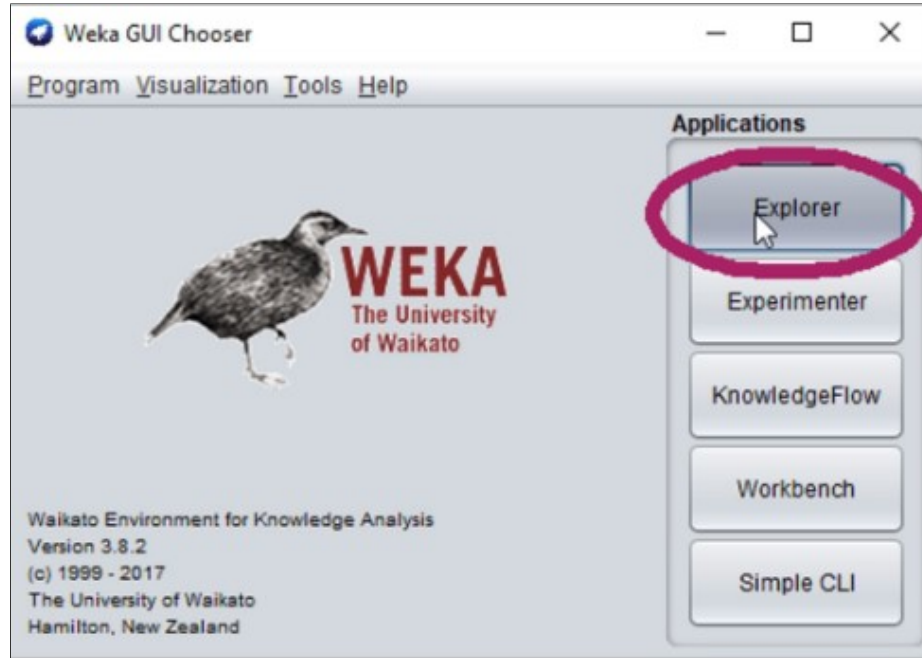 Weka GUI Chooser
Program Visualization Tools Help
Applications
Explorer
Experimenter
KnowledgeFlow
Workbench
Simple CLI
WEKA
The University
of Waikato
Waikato Environment for Knowledge Analysis
Version 3.8.2
(c) 1999 - 2017
The University of Waikato
Hamilton, New Zealand